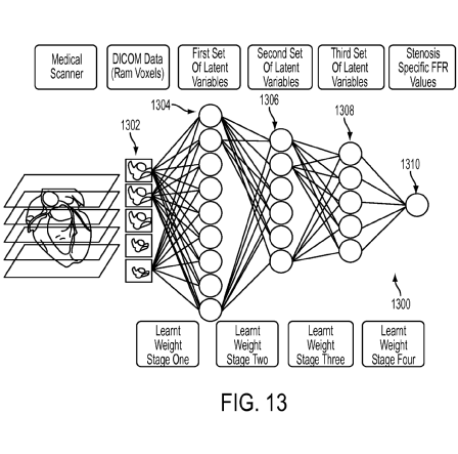 Medical
Scanner
DICOM Data
(Ram Voxels)
First Set
Of Latent
Variables
Second Set
Of Latent
Variables
Third Set
Of Latent
Variables
Stenosis
Specific FFR
Values
1304
1306
1308
1302
1310
1300
Learnt
Weight
Stage One
Learnt
Weight
Stage Two
Learnt
Weight
Stage Three
Learnt
Weight
Stage Four
FIG. 13